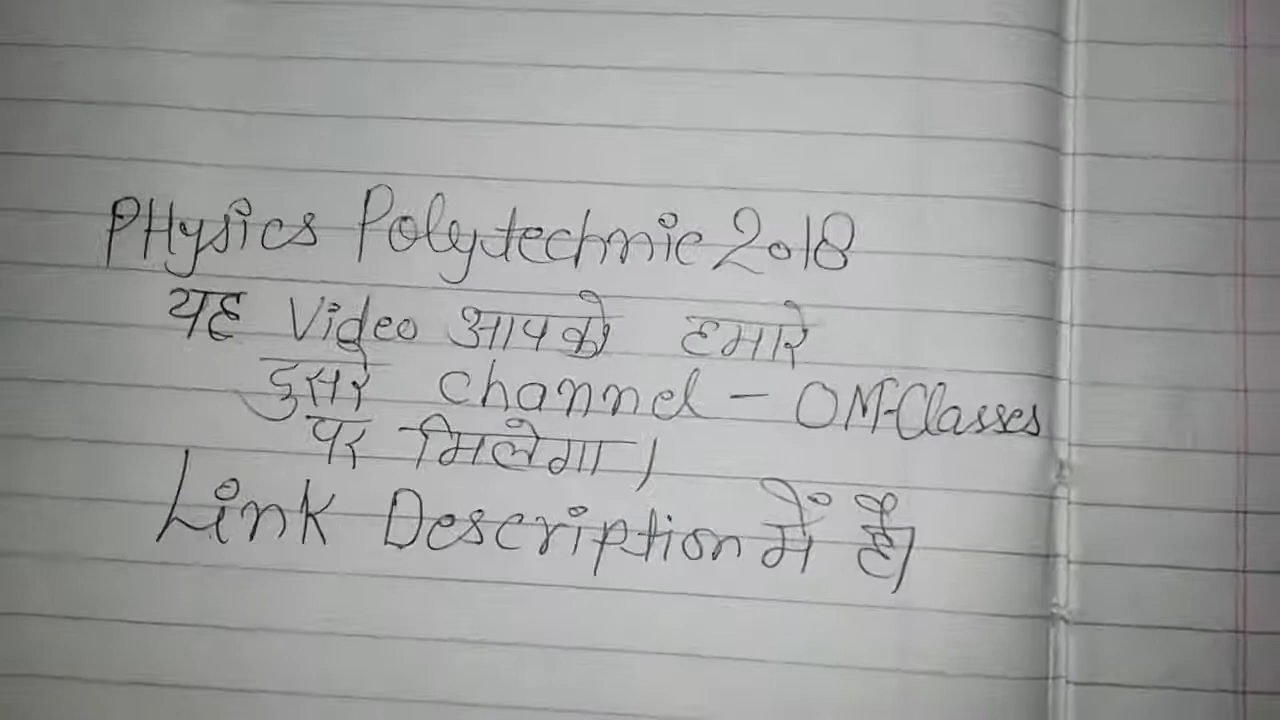 PHysics Polytechnic 2018
यह Video आपको हमारे
दुसरे Channel - OM-Classes
पर मिलेगा।
Link Description में है।